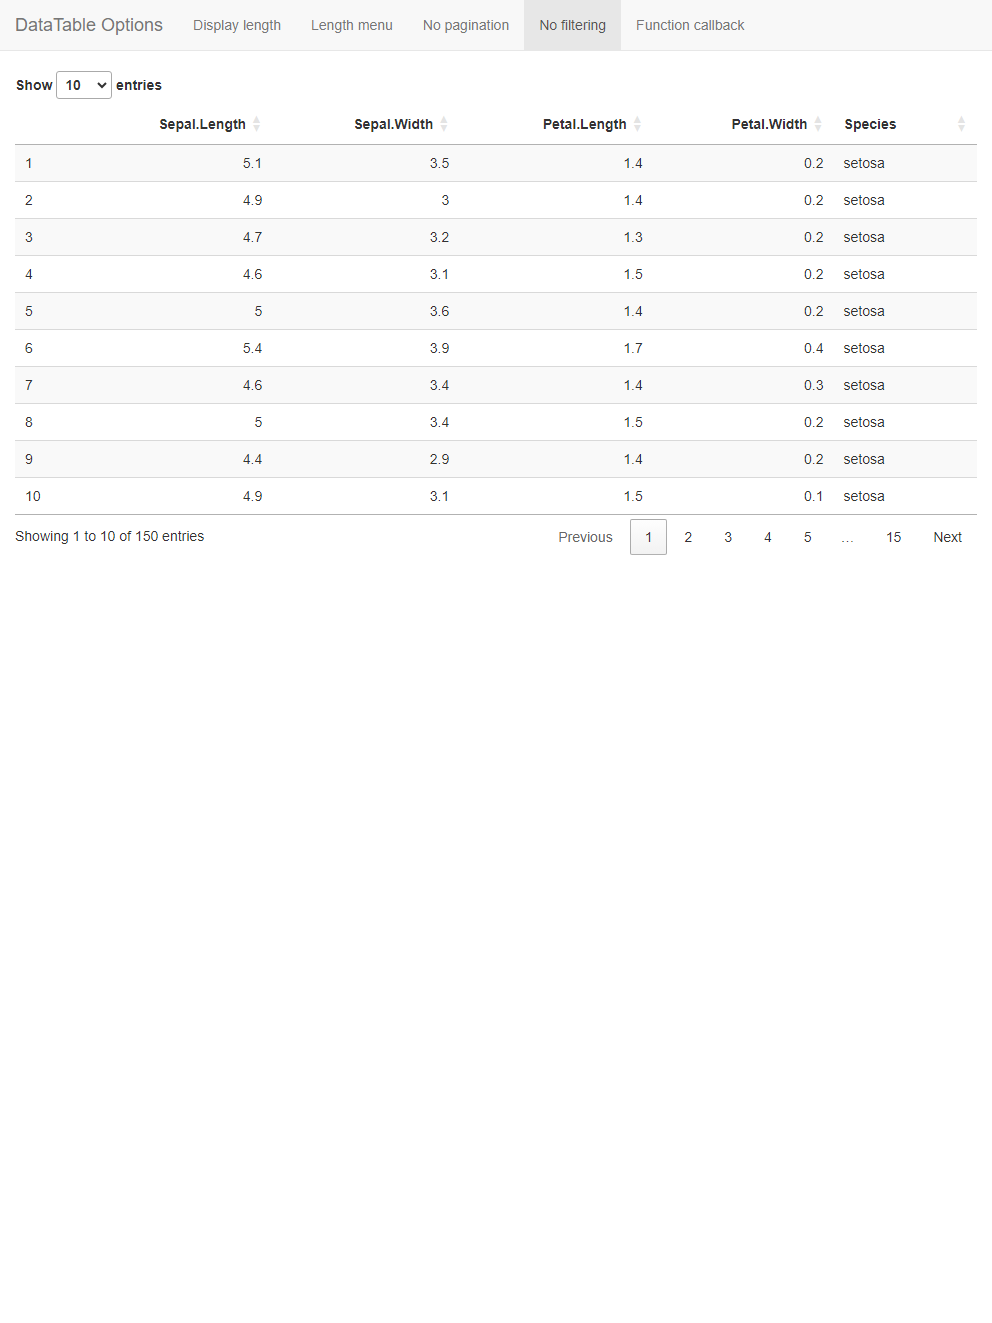 DataTable Options Display length Length menu No pagination No filtering Function callback
Show 10 entries
Sepal.Length Sepal.Width Petal.Length Petal.Width Species
1 5.1 3.5 1.4 0.2 setosa
2 4.9 3 1.4 0.2 setosa
3 4.7 3.2 1.3 0.2 setosa
4 4.6 3.1 1.5 0.2 setosa
5 5 3.6 1.4 0.2 setosa
6 5.4 3.9 1.7 0.4 setosa
7 4.6 3.4 1.4 0.3 setosa
8 5 3.4 1.5 0.2 setosa
9 4.4 2.9 1.4 0.2 setosa
10 4.9 3.1 1.5 0.1 setosa
Showing 1 to 10 of 150 entries Previous 1 2 3 4 5 … 15 Next